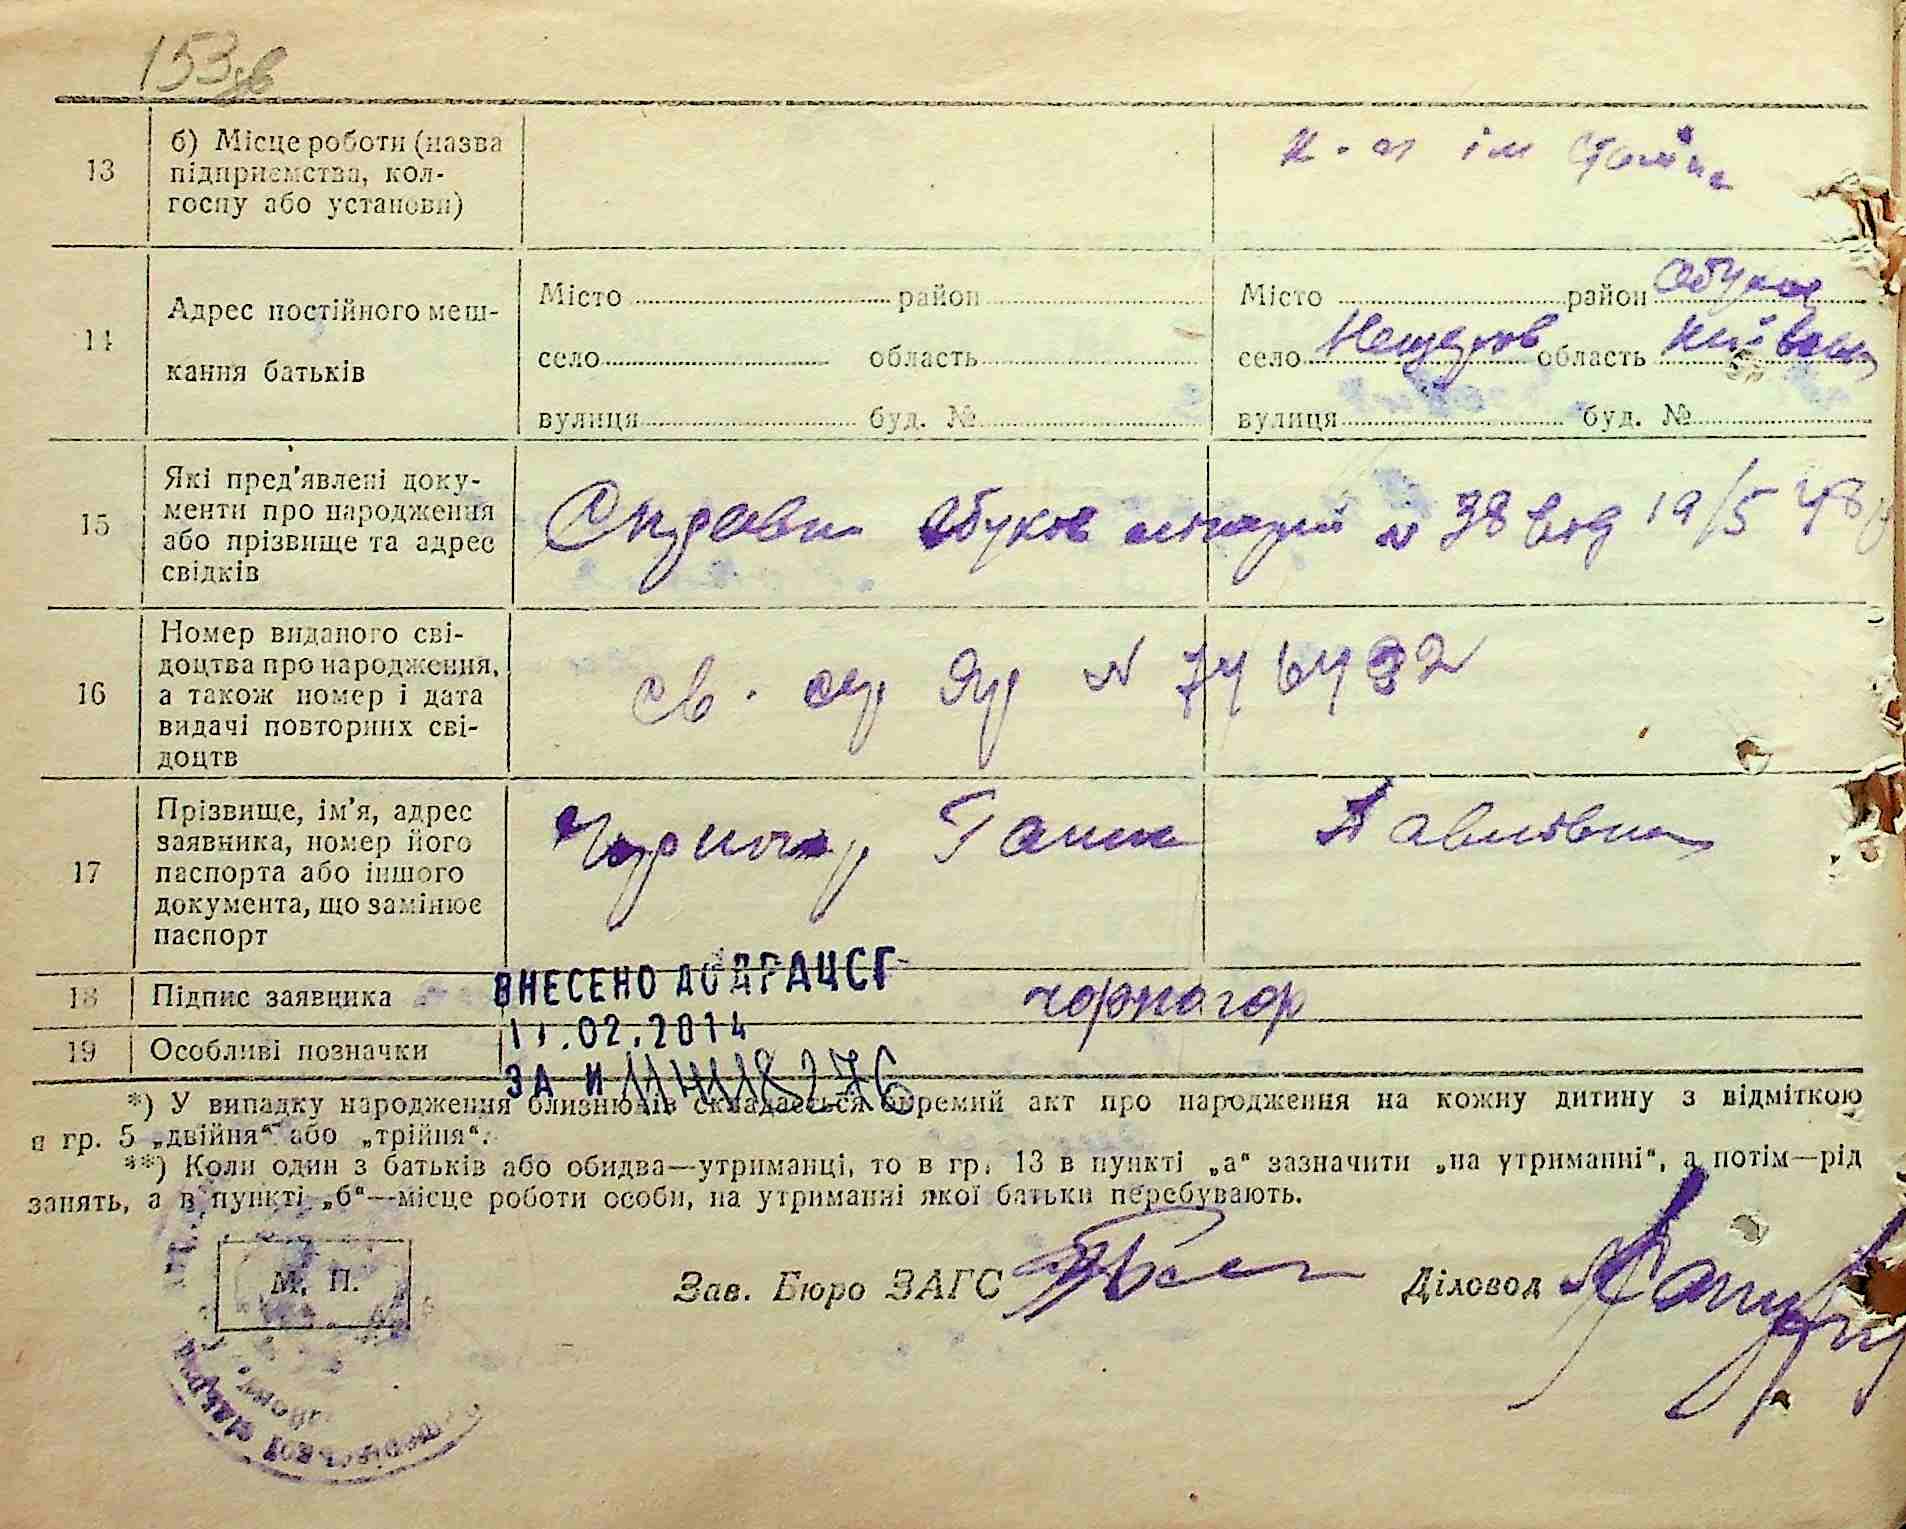 153зв
13
б) Місце роботи (назва
підприємства, кол-
госпу або установи)
к-п ім Сталіна
14
Адрес постійного меш-
кання батьків
Місто район
село область
вулиця буд. №
Місто район Обухів
село Нещеров область Київська
вулиця буд. №
15
Які пред'явлені доку-
менти про народження
або прізвище та адрес
свідків
Справка Обухов № 38 від 19/5 48
16
Номер виданого сві-
доцтва про народження,
а також номер і дата
видачі повторних сві-
доцтв
св. № 746492
17
Прізвище, ім'я, адрес
заявника, номер його
паспорта або іншого
документа, що замінює
паспорт
Чорногор Ганна Павлівна
18
Підпис заявника
Чорногор
ВНЕСЕНО ДО ДРАЦСГ
.02.2014
19
Особливі позначки
ЗА И
*) У випадку народження близнюків складається окремий акт про народження на кожну дитину з відміткою
в гр. 5 „двійня“ або „трійня“.
**) Коли один з батьків або обидва—утриманці, то в гр. 13 в пункті „а“ зазначити „на утриманні“, а потім—рід
занять, а в пункті „б“—місце роботи особи, на утриманні якої батьки перебувають.
М. П.
Зав. Бюро ЗАГС
Діловод